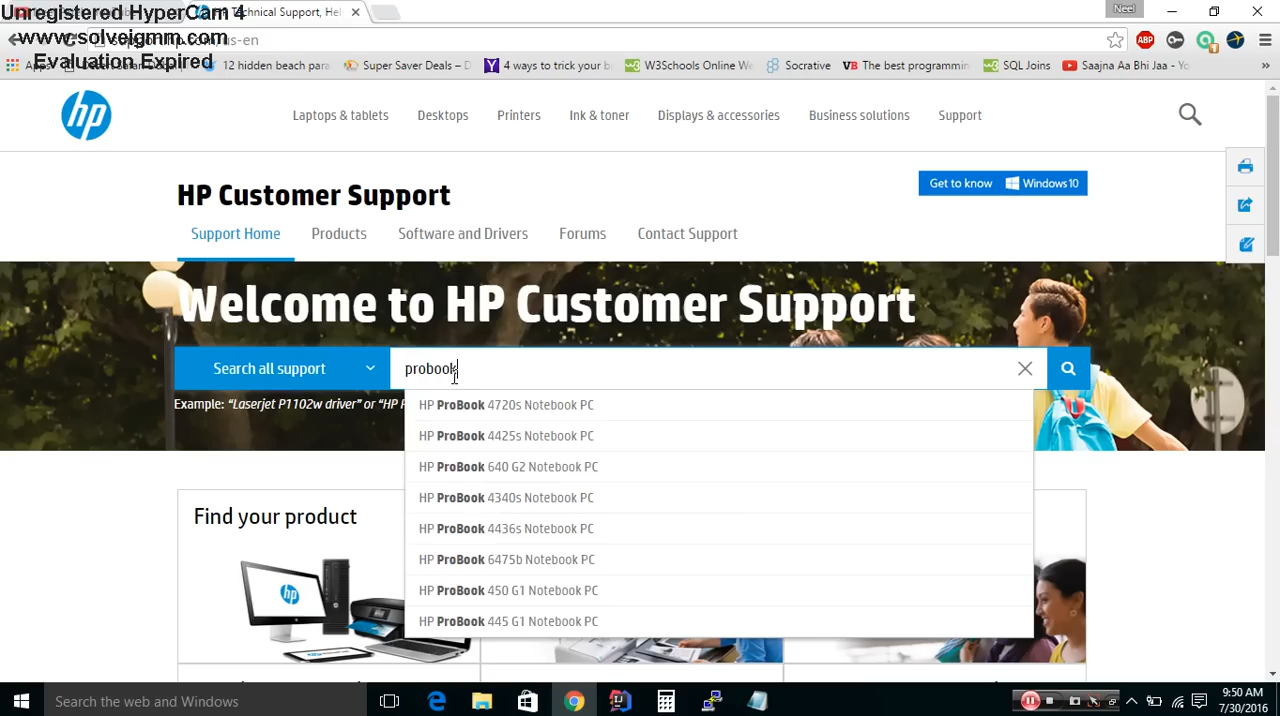 Unregistered HyperCam 4
www.solveigmm.com
Evaluation Expired
Technical Support, Hel
Neel
us-en
12 hidden beach para
Super Saver Deals – D
4 ways to trick your b
W3Schools Online We
Socrative
The best programmin
SQL Joins
Saajna Aa Bhi Jaa - Yo
hp
Laptops & tablets
Desktops
Printers
Ink & toner
Displays & accessories
Business solutions
Support
HP Customer Support
Get to know Windows10
Support Home
Products
Software and Drivers
Forums
Contact Support
Welcome to HP Customer Support
Search all support
probook
Example: “Laserjet P1102w driver” or “HP
HP ProBook 4720s Notebook PC
HP ProBook 4425s Notebook PC
HP ProBook 640 G2 Notebook PC
HP ProBook 4340s Notebook PC
HP ProBook 4436s Notebook PC
HP ProBook 6475b Notebook PC
HP ProBook 450 G1 Notebook PC
HP ProBook 445 G1 Notebook PC
Find your product
Search the web and Windows
9:50 AM
7/30/2016